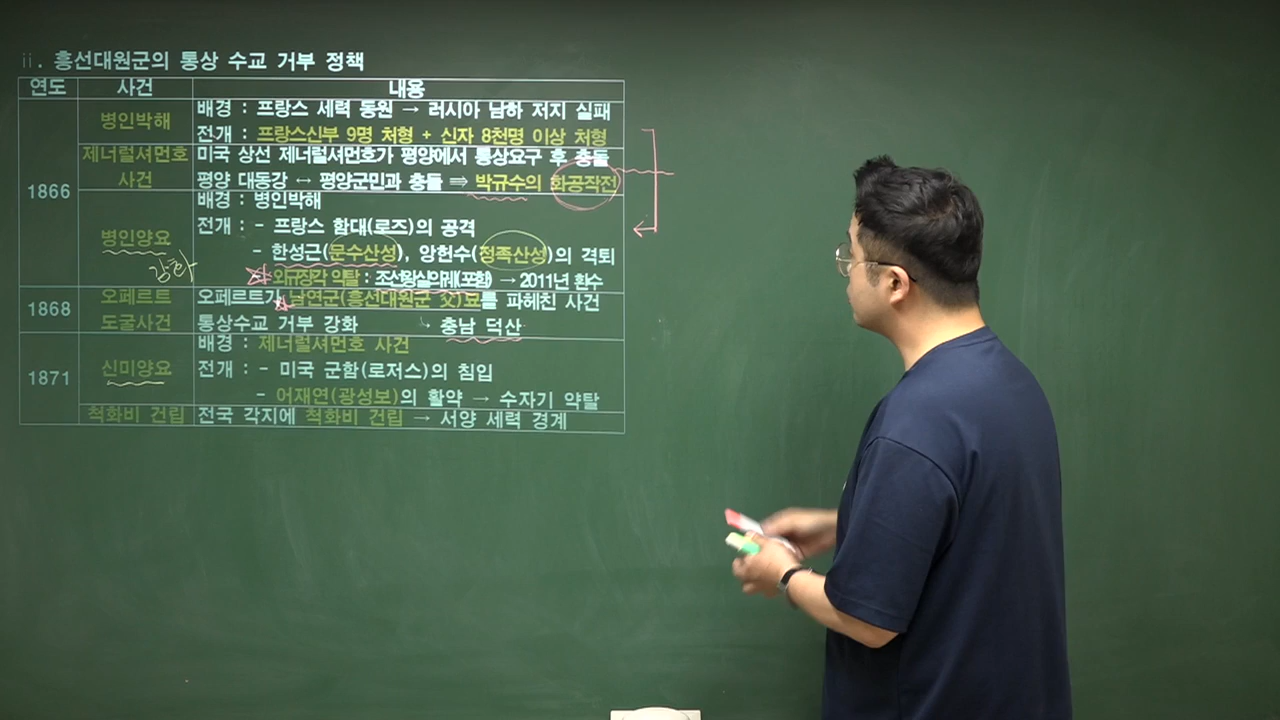 ii. 흥선대원군의 통상 수교 거부 정책
연도 사건 내용
1866
병인박해
배경 : 프랑스 세력 동원 → 러시아 남하 저지 실패
전개 : 프랑스신부 9명 처형 + 신자 8천명 이상 처형
제너럴셔먼호
사건
미국 상선 제너럴셔먼호가 평양에서 통상요구 후 충돌
평양 대동강 ↔ 평양군민과 충돌 ⇒ 박규수의 화공작전
병인양요
강화
배경 : 병인박해
전개 : - 프랑스 함대(로즈)의 공격
- 한성근(문수산성), 양헌수(정족산성)의 격퇴
외규장각 약탈 : 조선왕실의궤(포함) → 2011년 환수
1868
오페르트
도굴사건
오페르트가 남연군(흥선대원군 父)묘를 파헤친 사건
통상수교 거부 강화 충남 덕산
1871
신미양요
배경 : 제너럴셔먼호 사건
전개 : - 미국 군함(로저스)의 침입
- 어재연(광성보)의 활약 → 수자기 약탈
척화비 건립 전국 각지에 척화비 건립 → 서양 세력 경계